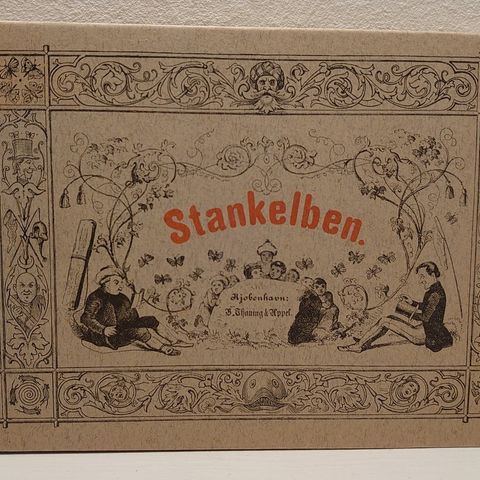 Stankelben.
Kjøbenhavn:
V. Thaning & Appel.